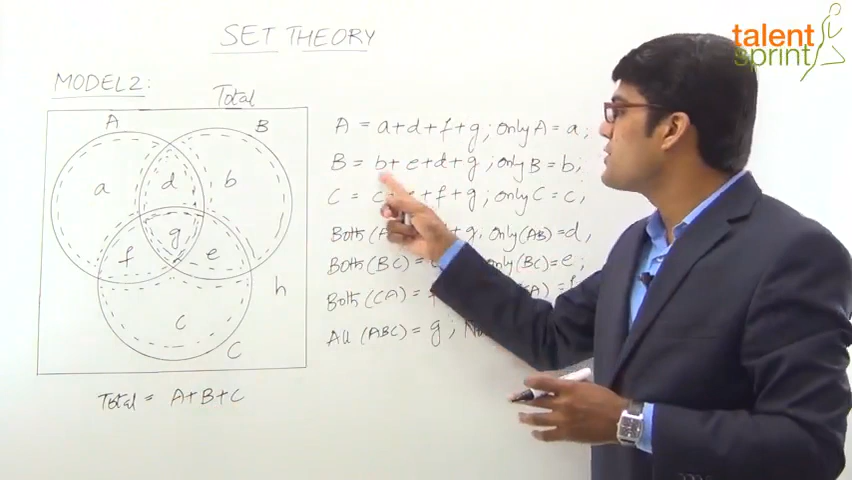 talent
sprint
SET THEORY
MODEL2:
Total
A
B
a
d
b
g
f
e
h
c
C
Total = A+B+C
A = a+d+f+g; only A = a;
B = b+e+d+g; only B = b;
C = c+ +f+g; only C = c;
Both (A g, only (AB) = d,
Both (BC) = only (BC) = e;
Both (CA) = A) = f
All (ABC) = g;